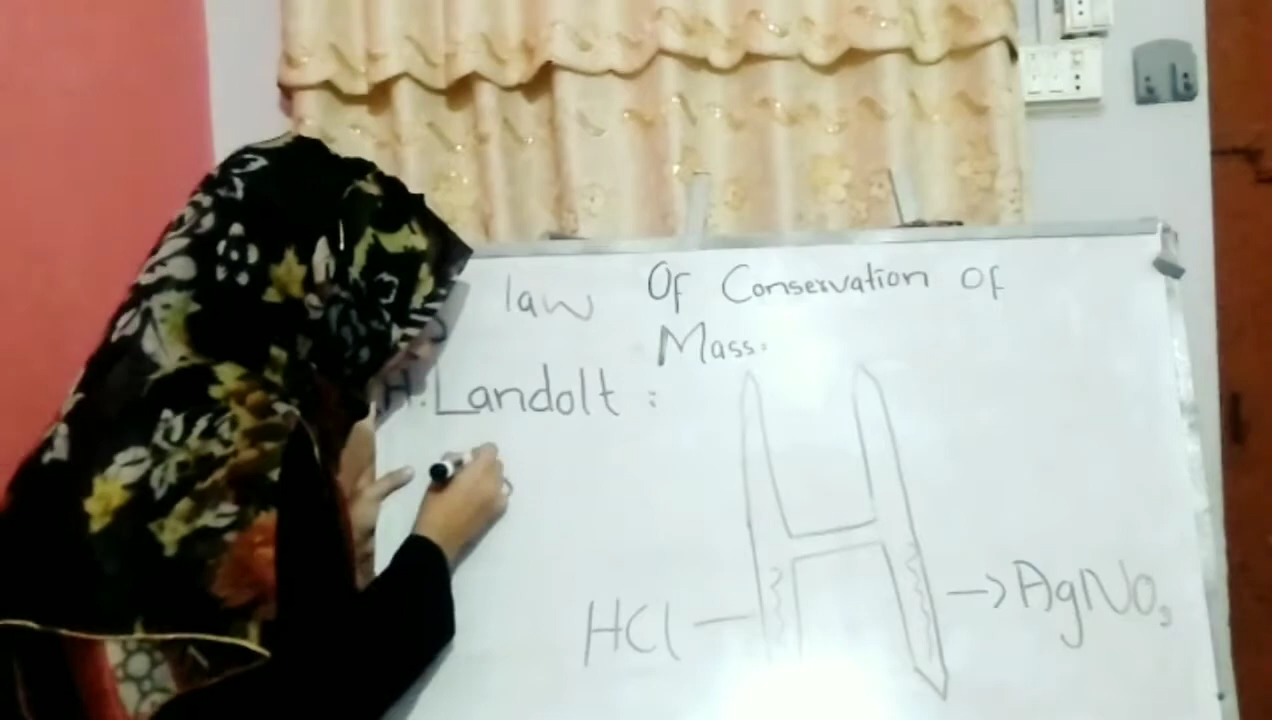 law Of Conservation Of
Mass:
H. Landolt :
HCl
AgNo3